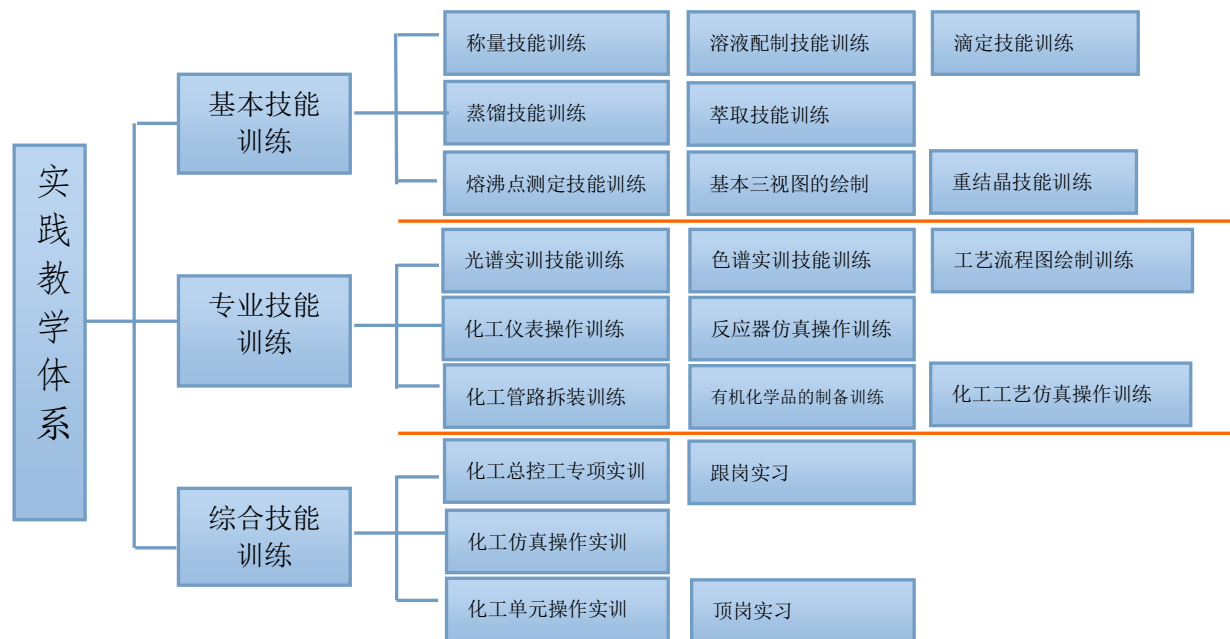 实践教学体系
基本技能
训练
称量技能训练
溶液配制技能训练
滴定技能训练
蒸馏技能训练
萃取技能训练
熔沸点测定技能训练
基本三视图的绘制
重结晶技能训练
专业技能
训练
光谱实训技能训练
色谱实训技能训练
工艺流程图绘制训练
化工仪表操作训练
反应器仿真操作训练
化工管路拆装训练
有机化学品的制备训练
化工工艺仿真操作训练
综合技能
训练
化工总控工专项实训
跟岗实习
化工仿真操作实训
化工单元操作实训
顶岗实习